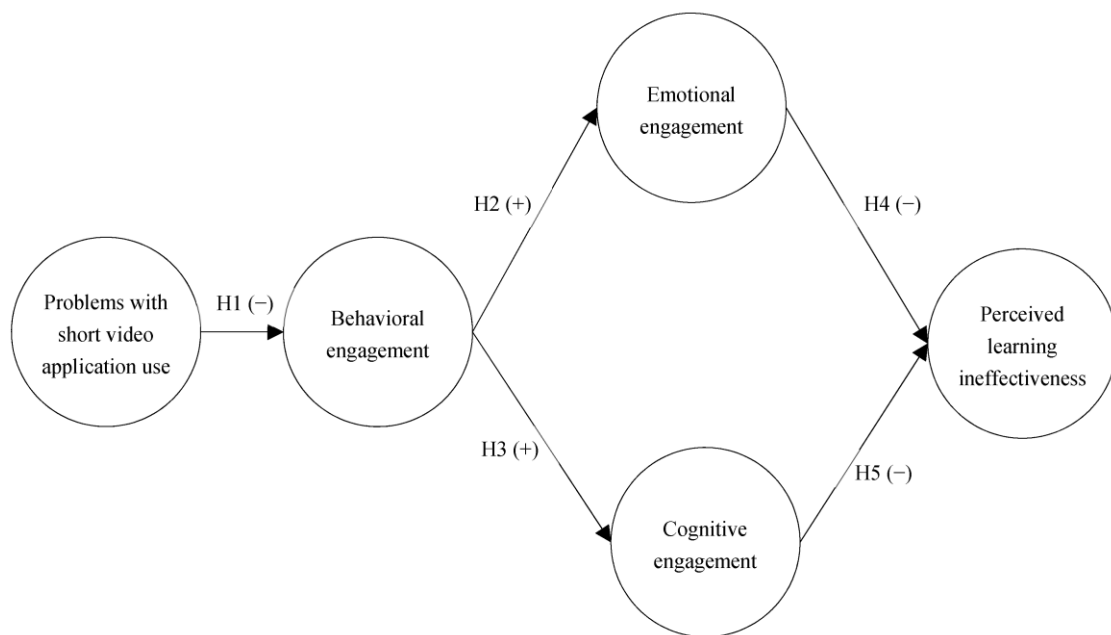 Emotional
engagement
H2 (+)
H4 (−)
Problems with
short video
application use
H1 (−)
Behavioral
engagement
Perceived
learning
ineffectiveness
H3 (+)
H5 (−)
Cognitive
engagement